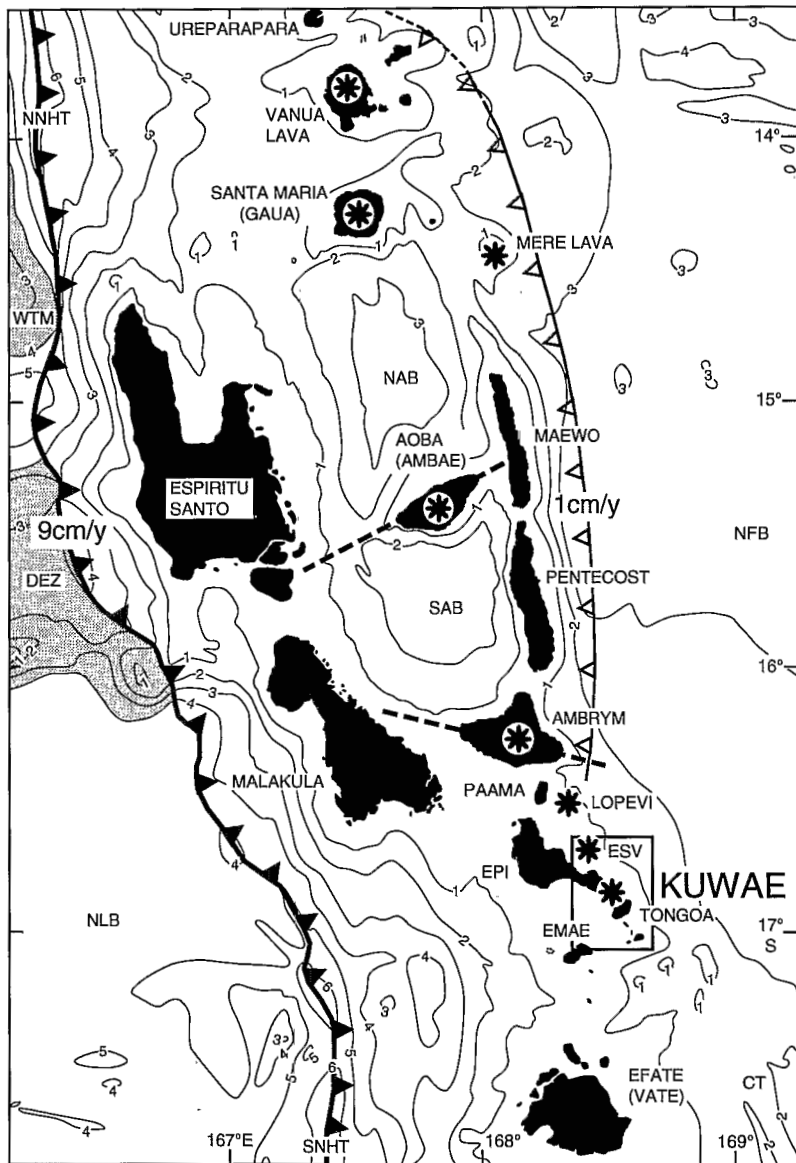 UREPARAPARA
NNHT
VANUA
LAVA
14°
SANTA MARIA
(GAUA)
MERE LAVA
WTM
NAB
15°
AOBA
(AMBAE)
MAEWO
ESPIRITU
SANTO
9cm/y
1cm/y
NFB
DEZ
PENTECOST
SAB
16°
AMBRYM
MALAKULA
PAAMA
LOPEVI
ESV
EPI
KUWAE
TONGOA
NLB
EMAE
17°
S
EFATE
(VATE)
CT
167°E
SNHT
168°
169°